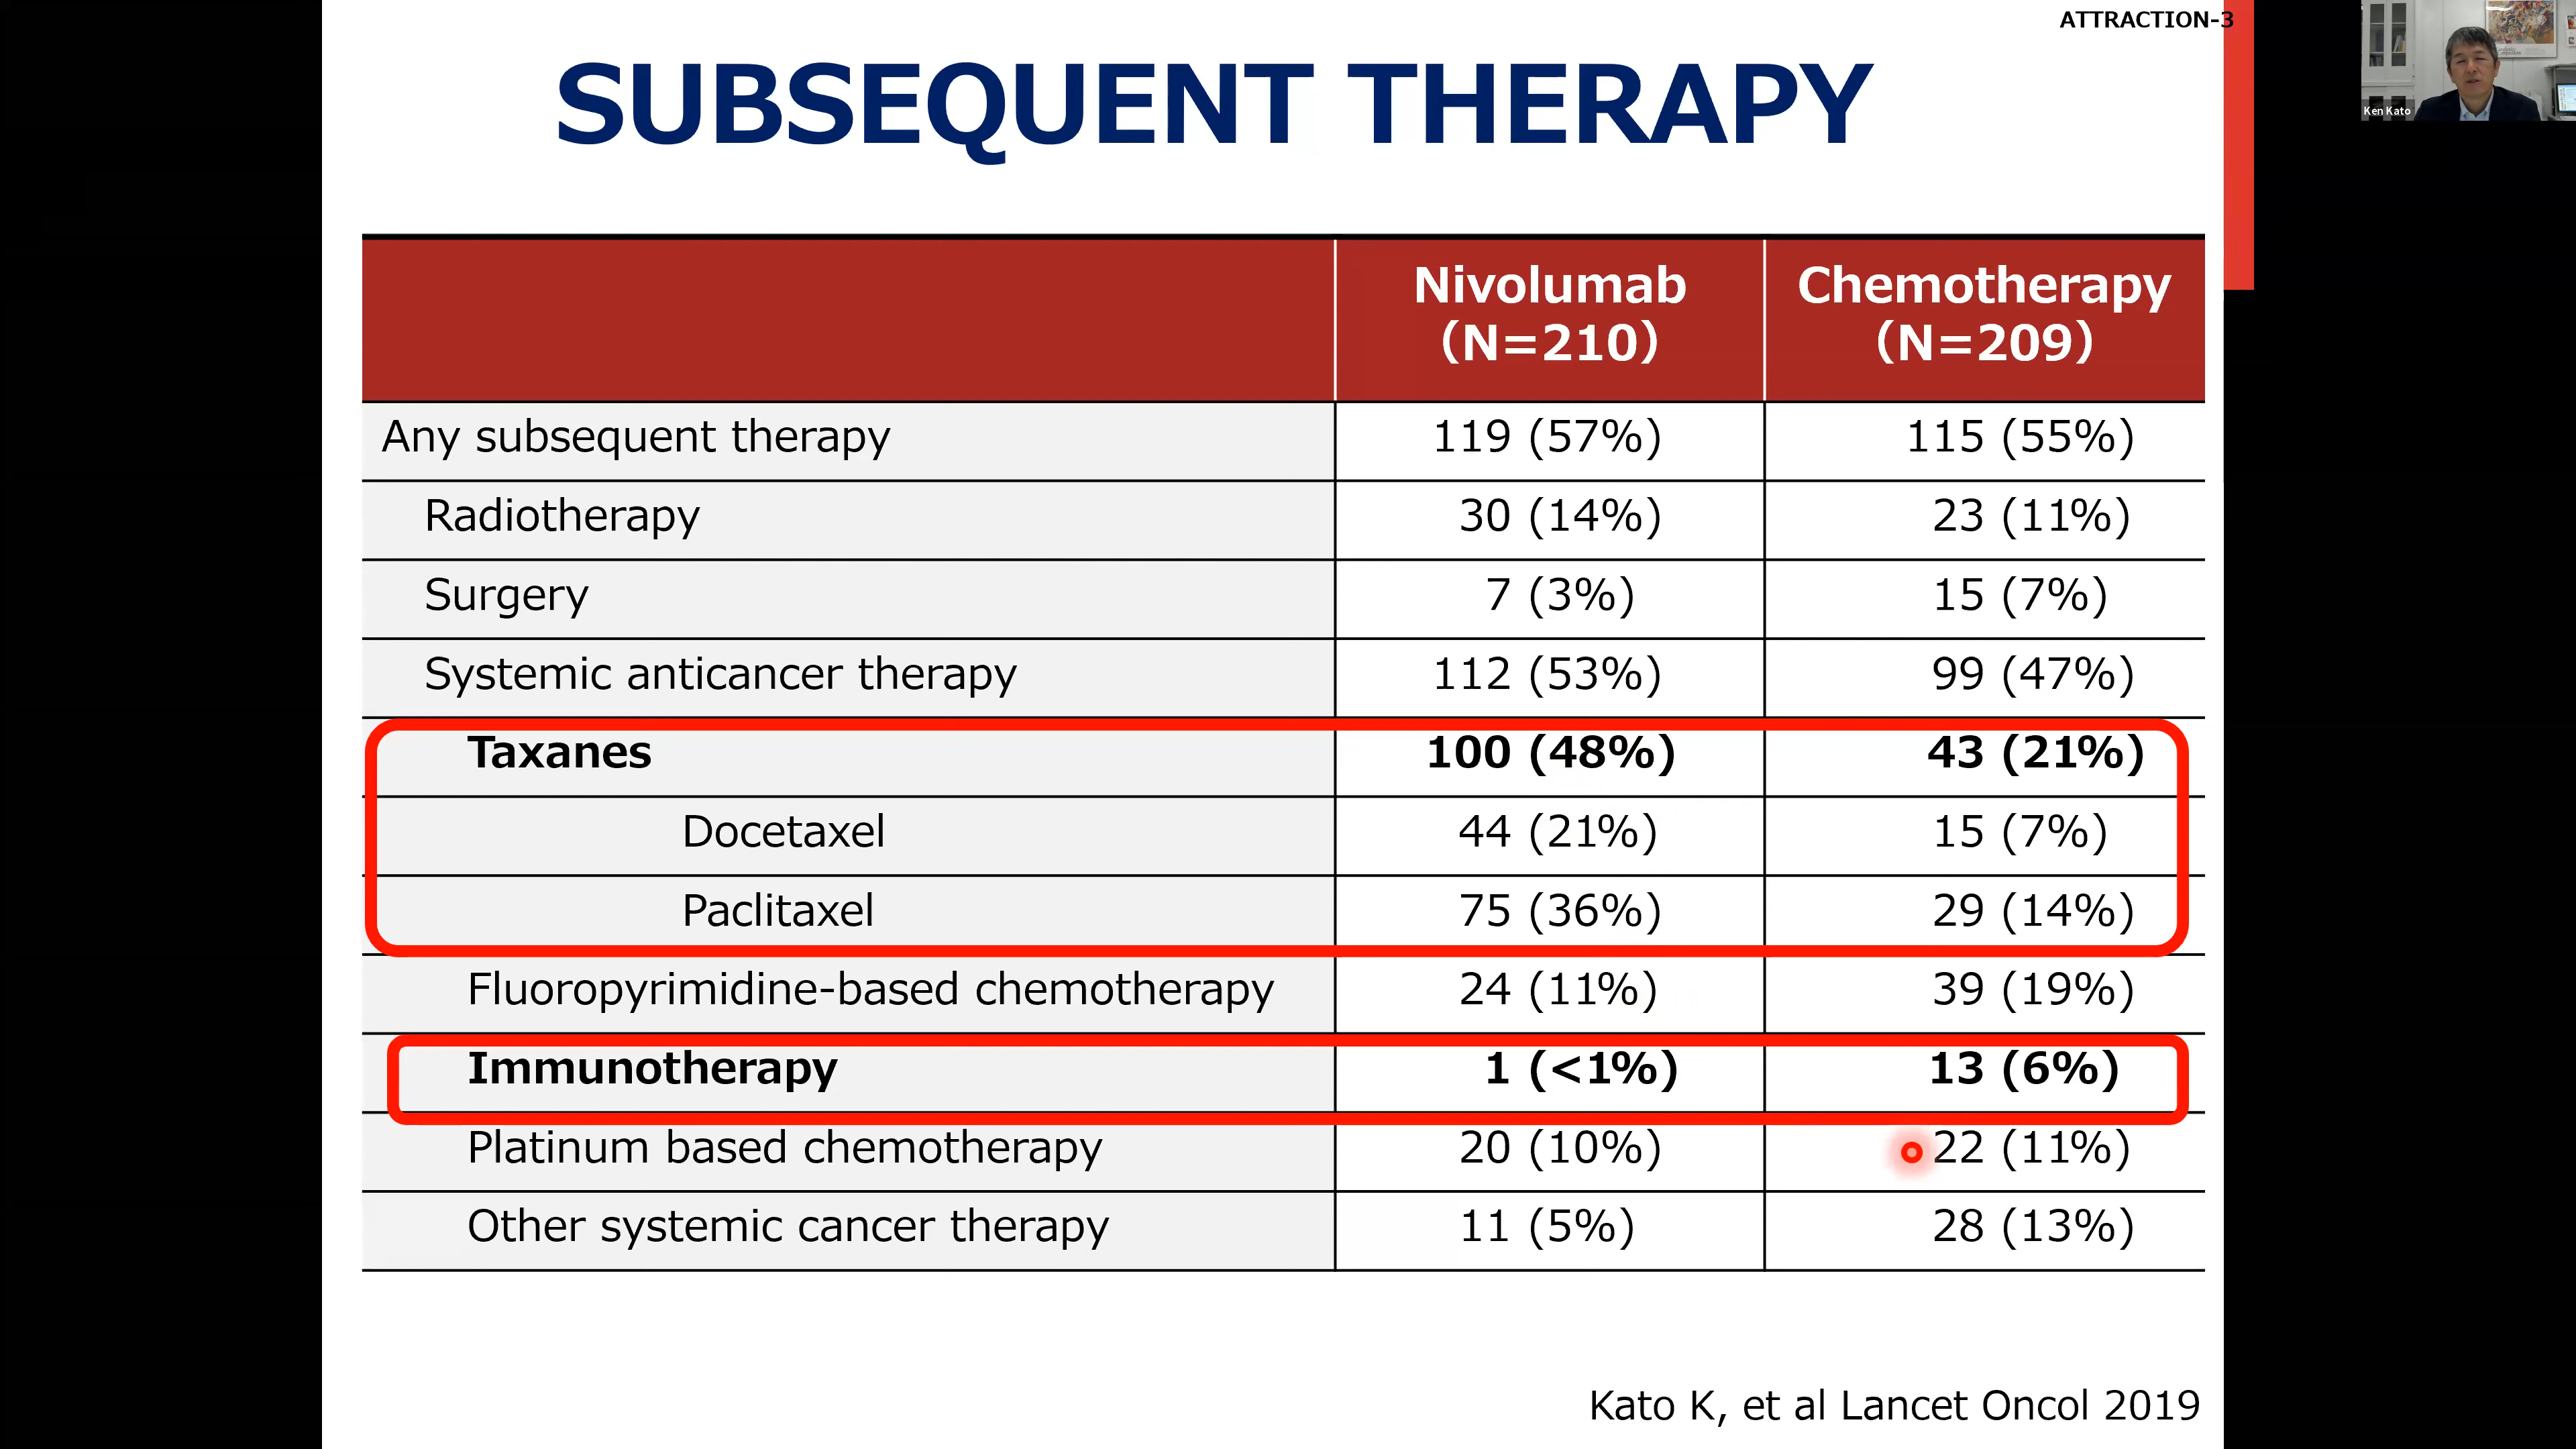 ATTRACTION-3
Ken Kato
SUBSEQUENT THERAPY
Nivolumab (N=210) Chemotherapy (N=209)
Any subsequent therapy 119 (57%) 115 (55%)
Radiotherapy 30 (14%) 23 (11%)
Surgery 7 (3%) 15 (7%)
Systemic anticancer therapy 112 (53%) 99 (47%)
Taxanes 100 (48%) 43 (21%)
Docetaxel 44 (21%) 15 (7%)
Paclitaxel 75 (36%) 29 (14%)
Fluoropyrimidine-based chemotherapy 24 (11%) 39 (19%)
Immunotherapy 1 (<1%) 13 (6%)
Platinum based chemotherapy 20 (10%) 22 (11%)
Other systemic cancer therapy 11 (5%) 28 (13%)
Kato K, et al Lancet Oncol 2019